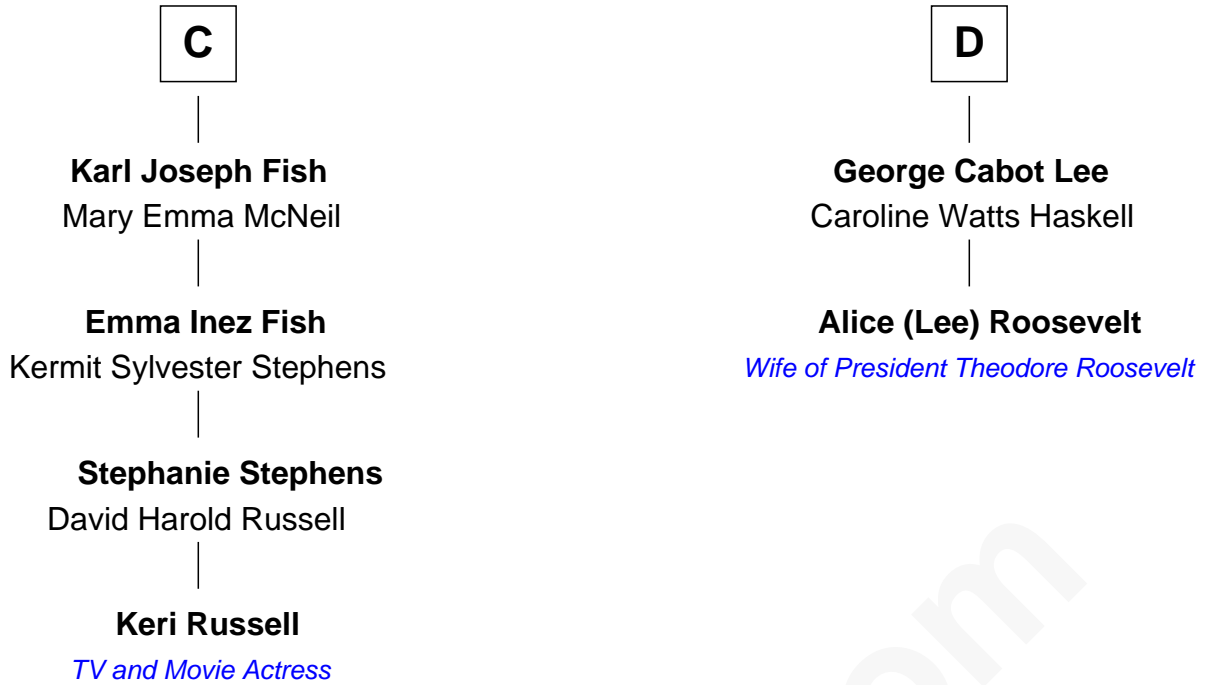 C
Karl Joseph Fish
Mary Emma McNeil
Emma Inez Fish
Kermit Sylvester Stephens
Stephanie Stephens
David Harold Russell
Keri Russell
TV and Movie Actress
D
George Cabot Lee
Caroline Watts Haskell
Alice (Lee) Roosevelt
Wife of President Theodore Roosevelt
om